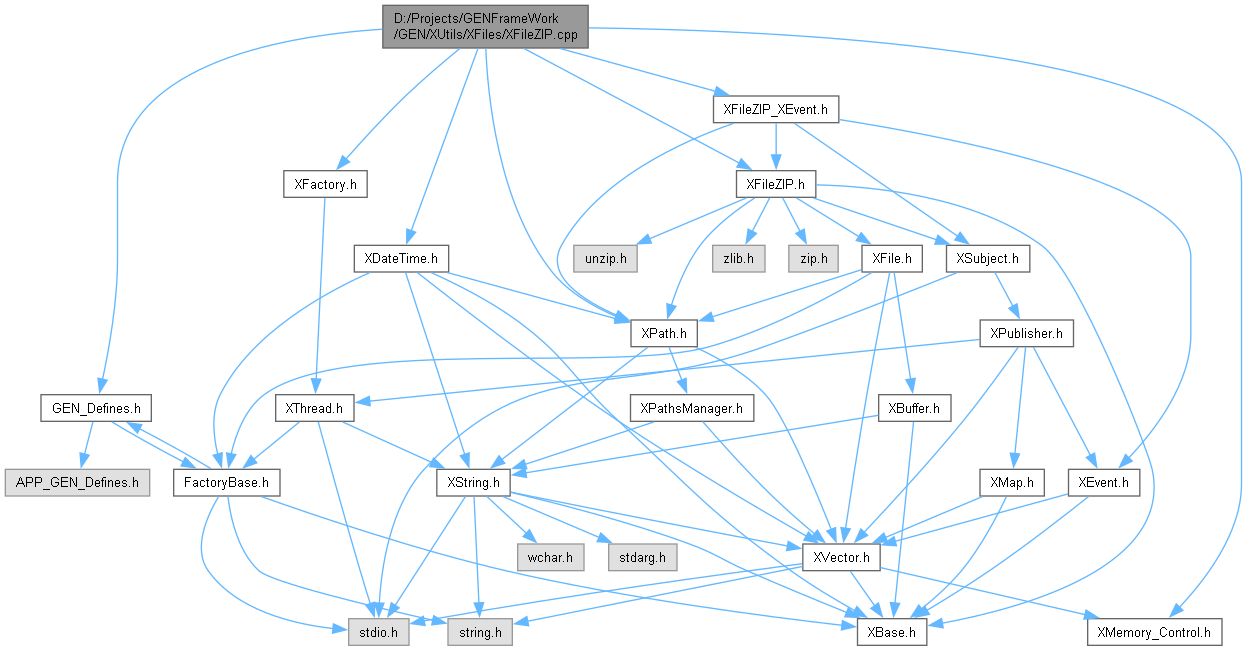 D:/Projects/GENFrameWork
/GEN/XUtils/XFiles/XFileZIP.cpp
XFileZIP_XEvent.h
XFactory.h
XFileZIP.h
XDateTime.h
unzip.h
zlib.h
zip.h
XFile.h
XSubject.h
XPath.h
XPublisher.h
GEN_Defines.h
XThread.h
XPathsManager.h
XBuffer.h
APP_GEN_Defines.h
FactoryBase.h
XString.h
XMap.h
XEvent.h
wchar.h
stdarg.h
XVector.h
stdio.h
string.h
XBase.h
XMemory_Control.h